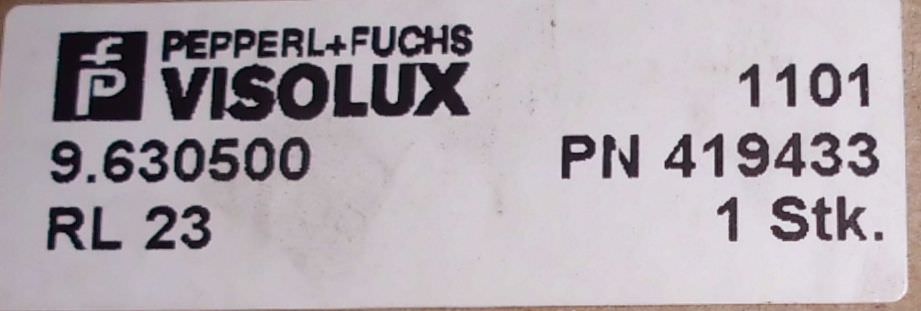 PEPPERL+FUCHS
VISOLUX 1101
9.630500 PN 419433
RL 23 1 Stk.